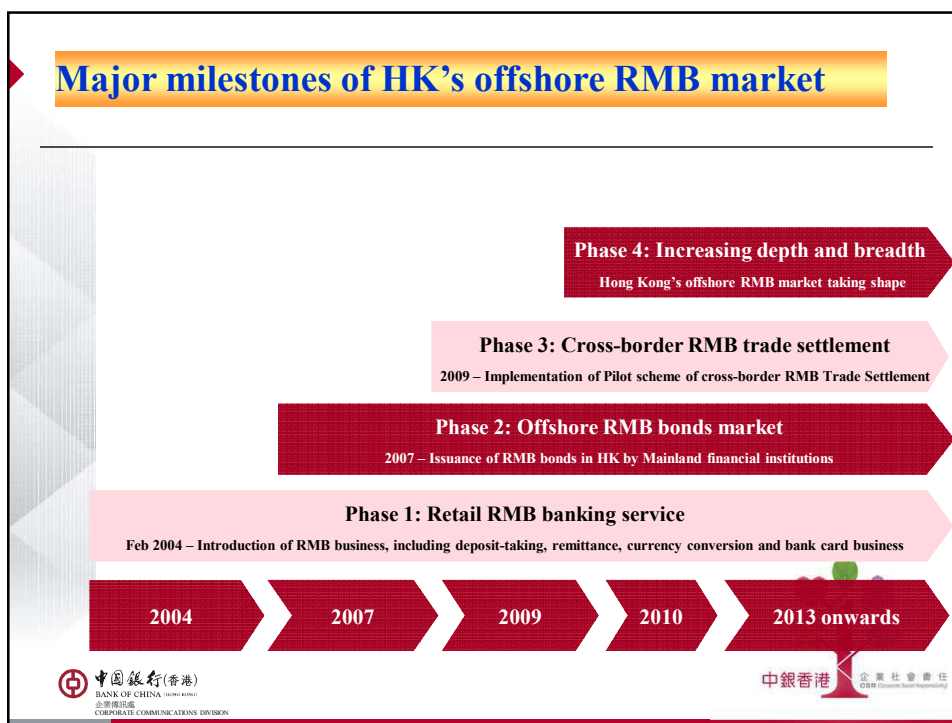 Major milestones of HK’s offshore RMB market
Phase 4: Increasing depth and breadth
Hong Kong’s offshore RMB market taking shape
Phase 3: Cross-border RMB trade settlement
2009 – Implementation of Pilot scheme of cross-border RMB Trade Settlement
Phase 2: Offshore RMB bonds market
2007 – Issuance of RMB bonds in HK by Mainland financial institutions
Phase 1: Retail RMB banking service
Feb 2004 – Introduction of RMB business, including deposit-taking, remittance, currency conversion and bank card business
2004
2007
2009
2010
2013 onwards
中国銀行(香港)
BANK OF CHINA (HONG KONG)
企業傳訊處
CORPORATE COMMUNICATIONS DIVISION
中銀香港
企業社會責任
CSR (Corporate Social Responsibility)